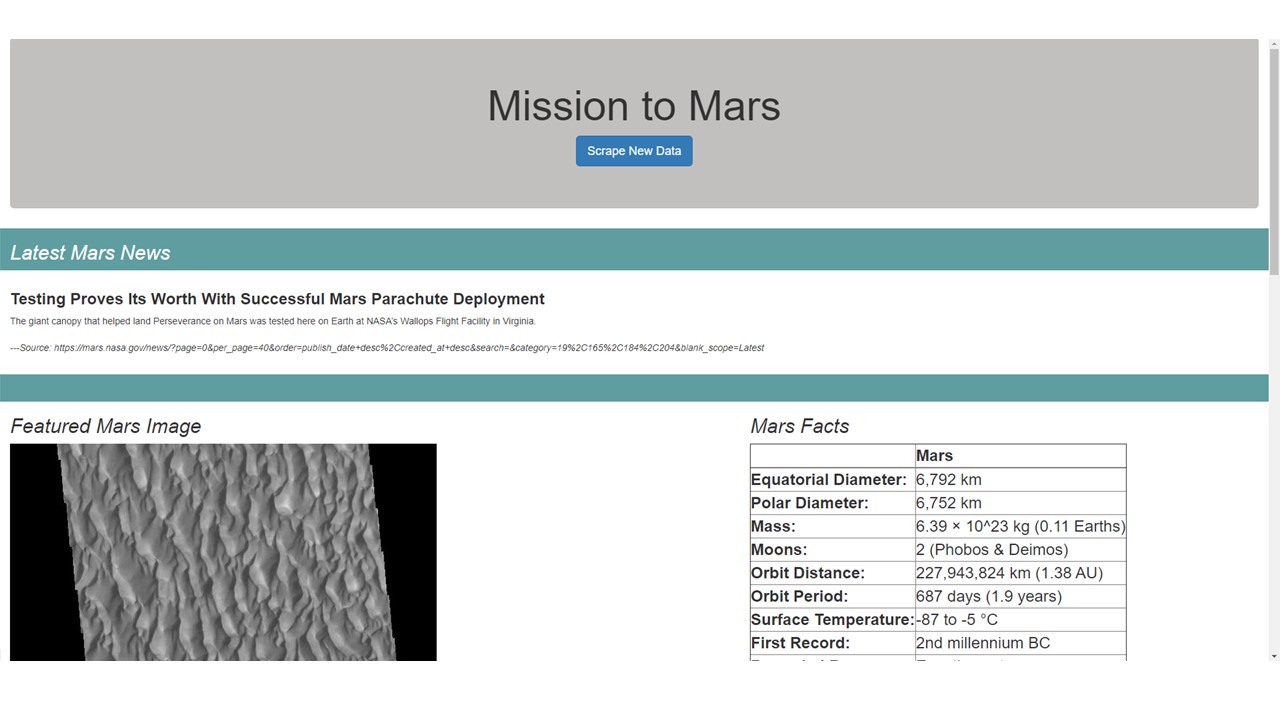 Mission to Mars
Scrape New Data
Latest Mars News
Testing Proves Its Worth With Successful Mars Parachute Deployment
The giant canopy that helped land Perseverance on Mars was tested here on Earth at NASA's Wallops Flight Facility in Virginia.
---Source: https://mars.nasa.gov/news/?page=0&per_page=40&order=publish_date+desc%2Ccreated_at+desc&search=&category=19%2C165%2C184%2C204&blank_scope=Latest
Featured Mars Image
Mars Facts
Mars
Equatorial Diameter: 6,792 km
Polar Diameter: 6,752 km
Mass: 6.39 × 10^23 kg (0.11 Earths)
Moons: 2 (Phobos & Deimos)
Orbit Distance: 227,943,824 km (1.38 AU)
Orbit Period: 687 days (1.9 years)
Surface Temperature: -87 to -5 °C
First Record: 2nd millennium BC